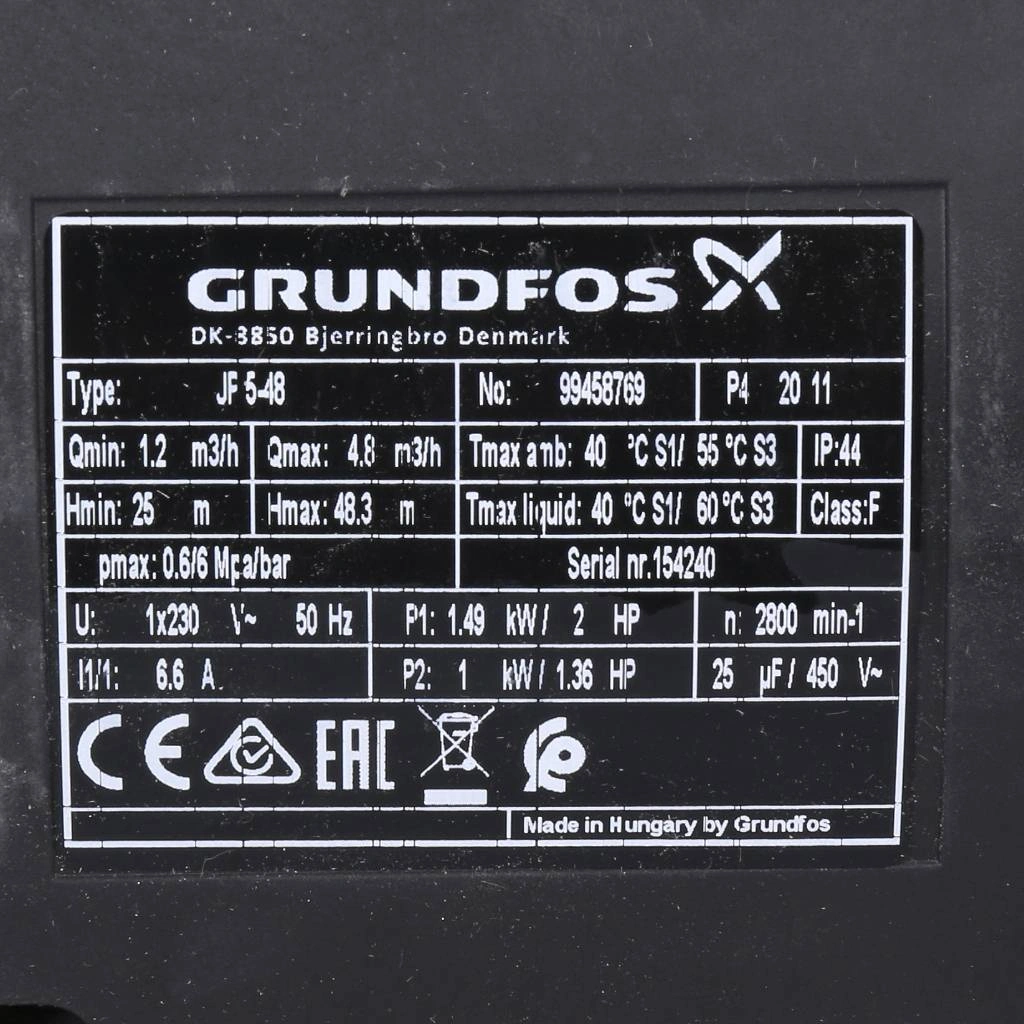 GRUNDFOS
DK-8850 Bjerringbro Denmark
Type: JP 5-48 No: 99458769 P4 20 11
Qmin: 1.2 m3/h Qmax: 4.8 m3/h Tmax amb: 40 °C S1/ 55 °C S3 IP:44
Hmin: 25 m Hmax: 48.3 m Tmax liquid: 40 °C S1/ 60 °C S3 Class:F
pmax: 0.6/6 Mpa/bar Serial nr.154240
U: 1x230 V~ 50 Hz P1: 1.49 kW / 2 HP n: 2800 min-1
I1/1: 6.6 A P2: 1 kW / 1.36 HP 25 µF / 450 V~
CE EAC
Made in Hungary by Grundfos